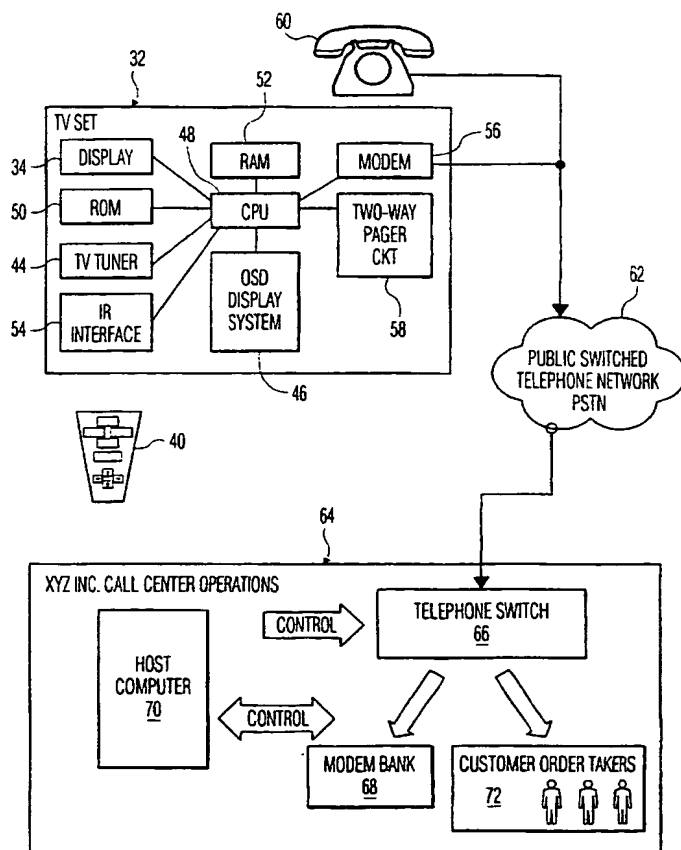 60
32
TV SET
52
48
56
DISPLAY
RAM
MODEM
34
50
ROM
CPU
TWO-WAY
PAGER
CKT
44
TV TUNER
OSD
DISPLAY
SYSTEM
58
54
IR
INTERFACE
46
62
PUBLIC SWITCHED
TELEPHONE NETWORK
PSTN
40
64
XYZ INC. CALL CENTER OPERATIONS
TELEPHONE SWITCH
66
CONTROL
HOST
COMPUTER
70
CONTROL
MODEM BANK
68
CUSTOMER ORDER TAKERS
72